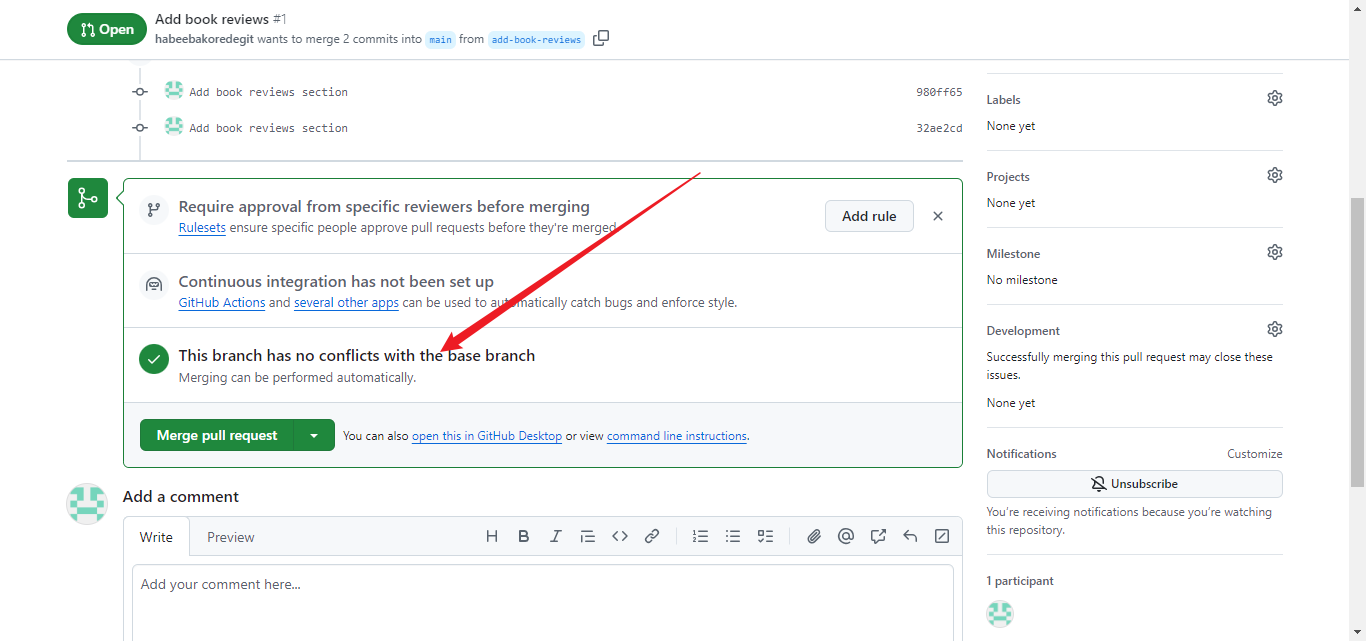 Open
Add book reviews #1
habeebakoredegit wants to merge 2 commits into main from add-book-reviews
Add book reviews section 980ff65
Add book reviews section 32ae2cd
Require approval from specific reviewers before merging
Rulesets ensure specific people approve pull requests before they're merged.
Add rule
Continuous integration has not been set up
GitHub Actions and several other apps can be used to automatically catch bugs and enforce style.
This branch has no conflicts with the base branch
Merging can be performed automatically.
Merge pull request
You can also open this in GitHub Desktop or view command line instructions.
Add a comment
Write
Preview
Add your comment here...
Labels
None yet
Projects
None yet
Milestone
No milestone
Development
Successfully merging this pull request may close these
issues.
None yet
Notifications
Customize
Unsubscribe
You're receiving notifications because you're watching
this repository.
1 participant